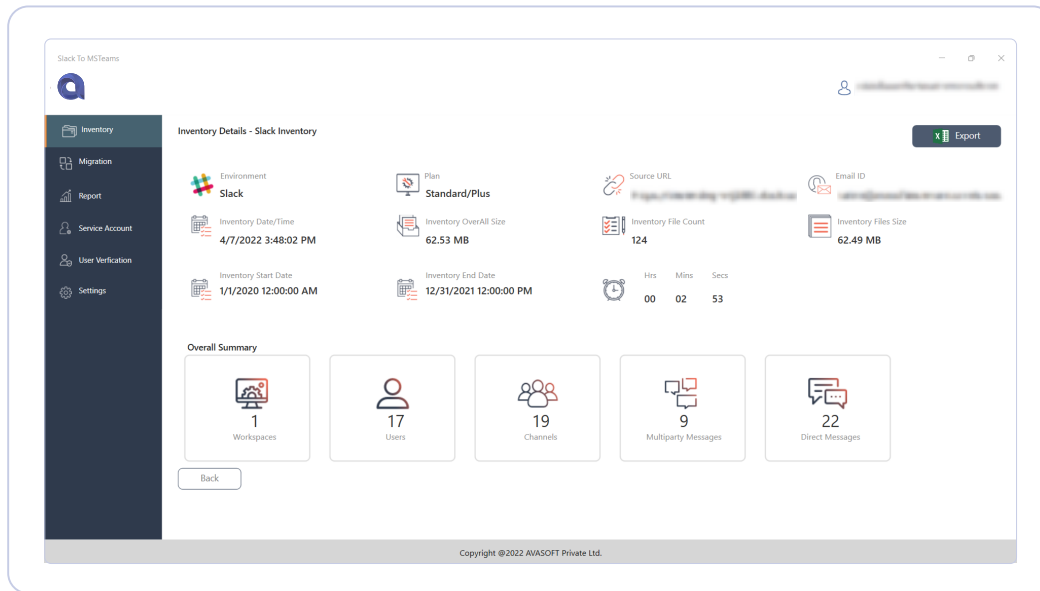 Slack To MSTeams
Inventory
Migration
Report
Service Account
User Verfication
Settings
Inventory Details - Slack Inventory
X Export
Environment
Slack
Plan
Standard/Plus
Source URL
Email ID
Inventory Date/Time
4/7/2022 3:48:02 PM
Inventory OverAll Size
62.53 MB
Inventory File Count
124
Inventory Files Size
62.49 MB
Inventory Start Date
1/1/2020 12:00:00 AM
Inventory End Date
12/31/2021 12:00:00 PM
Hrs Mins Secs
00 02 53
Overall Summary
1
Workspaces
17
Users
19
Channels
9
Multiparty Messages
22
Direct Messages
Back
Copyright @2022 AVASOFT Private Ltd.